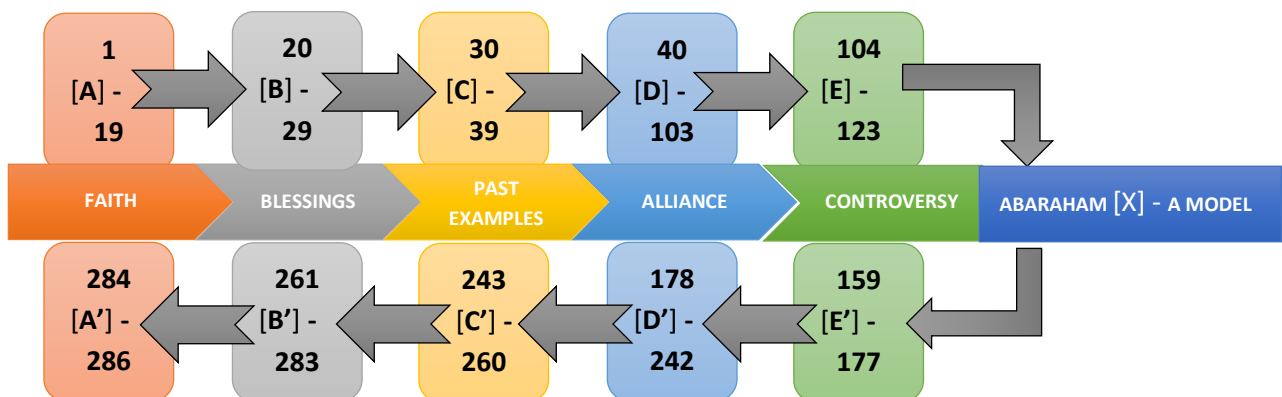 1
[A] -
19
20
[B] -
29
30
[C] -
39
40
[D] -
103
104
[E] -
123
FAITH
BLESSINGS
PAST
EXAMPLES
ALLIANCE
CONTROVERSY
ABARAHAM [X] - A MODEL
284
[A’] -
286
261
[B’] -
283
243
[C’] -
260
178
[D’] -
242
159
[E’] -
177